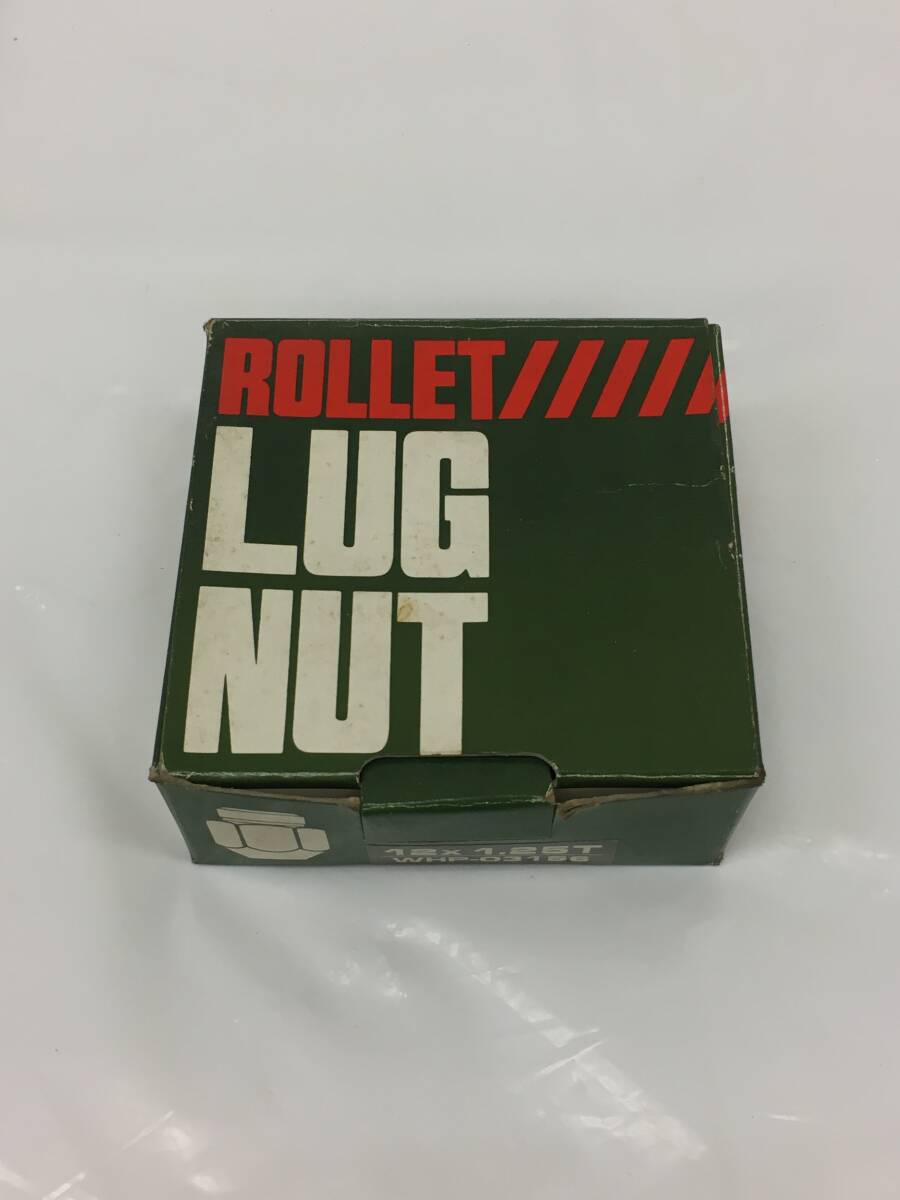 ROLLET
LUG
NUT
12x1.25T
WHP-03156